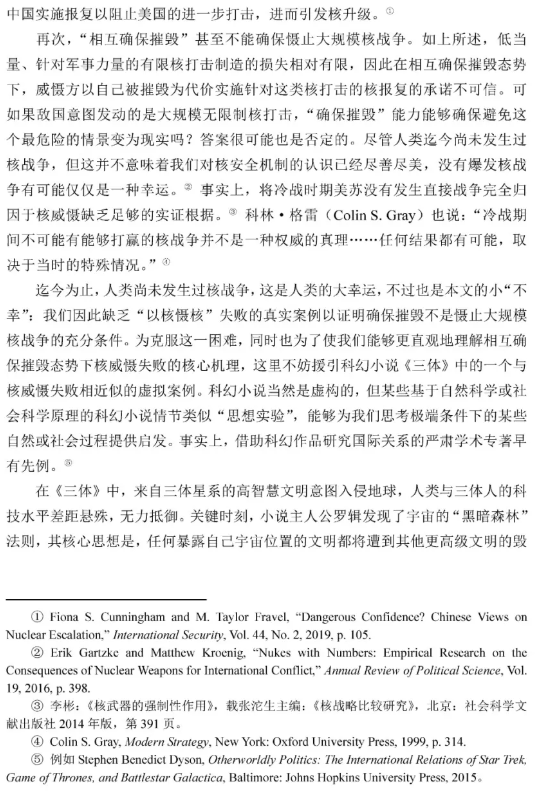 中国实施报复以阻止美国的进一步打击，进而引发核升级。①
再次，“相互确保摧毁”甚至不能确保慑止大规模核战争。如上所述，低当
量、针对军事力量的有限核打击制造的损失相对有限，因此在相互确保摧毁态势
下，威慑方以自己被摧毁为代价实施针对这类核打击的核报复的承诺不可信。可
如果敌国意图发动的是大规模无限制核打击，“确保摧毁”能力能够确保避免这
个最危险的情景变为现实吗？答案很可能也是否定的。尽管人类迄今尚未发生过
核战争，但这并不意味着我们对核安全机制的认识已经尽善尽美，没有爆发核战
争有可能仅仅是一种幸运。② 事实上，将冷战时期美苏没有发生直接战争完全归
因于核威慑缺乏足够的实证根据。③ 科林·格雷（Colin S. Gray）也说：“冷战期
间不可能有能够打赢的核战争并不是一种权威的真理……任何结果都有可能，取
决于当时的特殊情况。”④
迄今为止，人类尚未发生过核战争，这是人类的大幸运，不过也是本文的小“不
幸”：我们因此缺乏“以核慑核”失败的真实案例以证明确保摧毁不是慑止大规模
核战争的充分条件。为克服这一困难，同时也为了使我们能够更直观地理解相互确
保摧毁态势下核威慑失败的核心机理，这里不妨援引科幻小说《三体》中的一个与
核威慑失败相近似的虚拟案例。科幻小说当然是虚构的，但某些基于自然科学或社
会科学原理的科幻小说情节类似“思想实验”，能够为我们思考极端条件下的某些
自然或社会过程提供启发。事实上，借助科幻作品研究国际关系的严肃学术专著早
有先例。⑤
在《三体》中，来自三体星系的高智慧文明意图入侵地球，人类与三体人的科
技水平差距悬殊，无力抵御。关键时刻，小说主人公罗辑发现了宇宙的“黑暗森林”
法则，其核心思想是，任何暴露自己宇宙位置的文明都将遭到其他更高级文明的毁
① Fiona S. Cunningham and M. Taylor Fravel, “Dangerous Confidence? Chinese Views on
Nuclear Escalation,” International Security, Vol. 44, No. 2, 2019, p. 105.
② Erik Gartzke and Matthew Kroenig, “Nukes with Numbers: Empirical Research on the
Consequences of Nuclear Weapons for International Conflict,” Annual Review of Political Science, Vol.
19, 2016, p. 398.
③ 李彬：《核武器的强制性作用》，载张沱生主编：《核战略比较研究》，北京：社会科学文
献出版社 2014 年版，第 391 页。
④ Colin S. Gray, Modern Strategy, New York: Oxford University Press, 1999, p. 314.
⑤ 例如 Stephen Benedict Dyson, Otherworldly Politics: The International Relations of Star Trek,
Game of Thrones, and Battlestar Galactica, Baltimore: Johns Hopkins University Press, 2015。